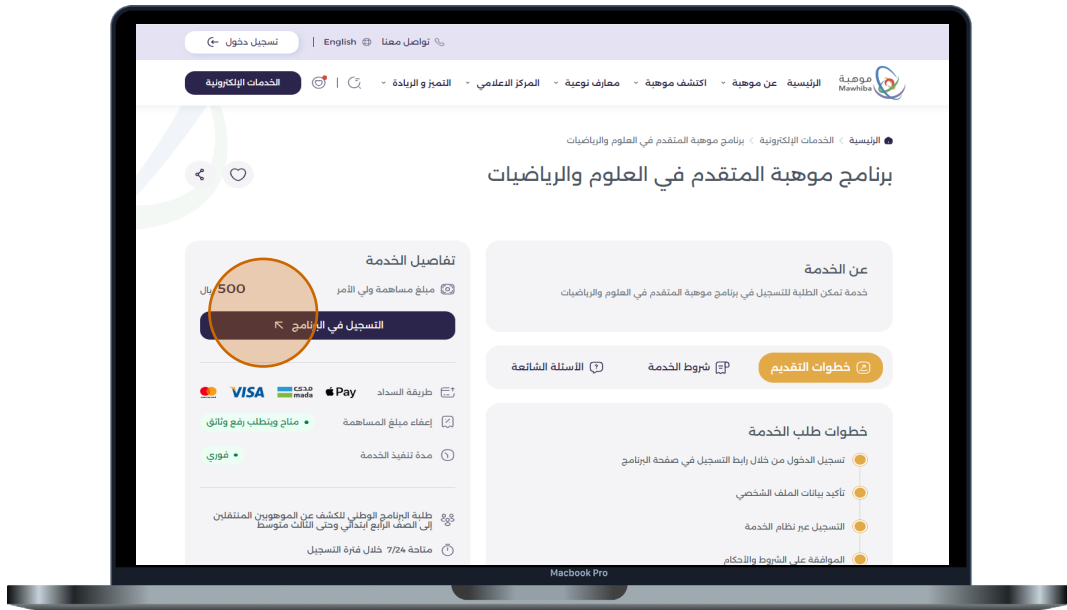 تواصل معنا
English
|
تسجيل دخول
موهبة
Mawhiba
الرئيسية
عن موهبة
اكتشف موهبة
معارف نوعية
المركز الاعلامي
التميز و الريادة
الخدمات الإلكترونية
الرئيسية > الخدمات الإلكترونية > برنامج موهبة المتقدم في العلوم والرياضيات
برنامج موهبة المتقدم في العلوم والرياضيات
عن الخدمة
خدمة تمكن الطلبة للتسجيل في برنامج موهبة المتقدم في العلوم والرياضيات
خطوات التقديم
شروط الخدمة
الأسئلة الشائعة
خطوات طلب الخدمة
تسجيل الدخول من خلال رابط التسجيل في صفحة البرنامج
تأكيد بيانات الملف الشخصي
التسجيل عبر نظام الخدمة
الموافقة على الشروط والأحكام
تفاصيل الخدمة
مبلغ مساهمة ولي الأمر
500 ريال
التسجيل في البرنامج
طريقة السداد
Pay
مدى mada
VISA
إعفاء مبلغ المساهمة
متاح ويتطلب رفع وثائق
مدة تنفيذ الخدمة
فوري
طلبة البرنامج الوطني للكشف عن الموهوبين المنتقلين
إلى الصف الرابع ابتدائي وحتى الثالث متوسط
متاحة 7/24 خلال فترة التسجيل
Macbook Pro